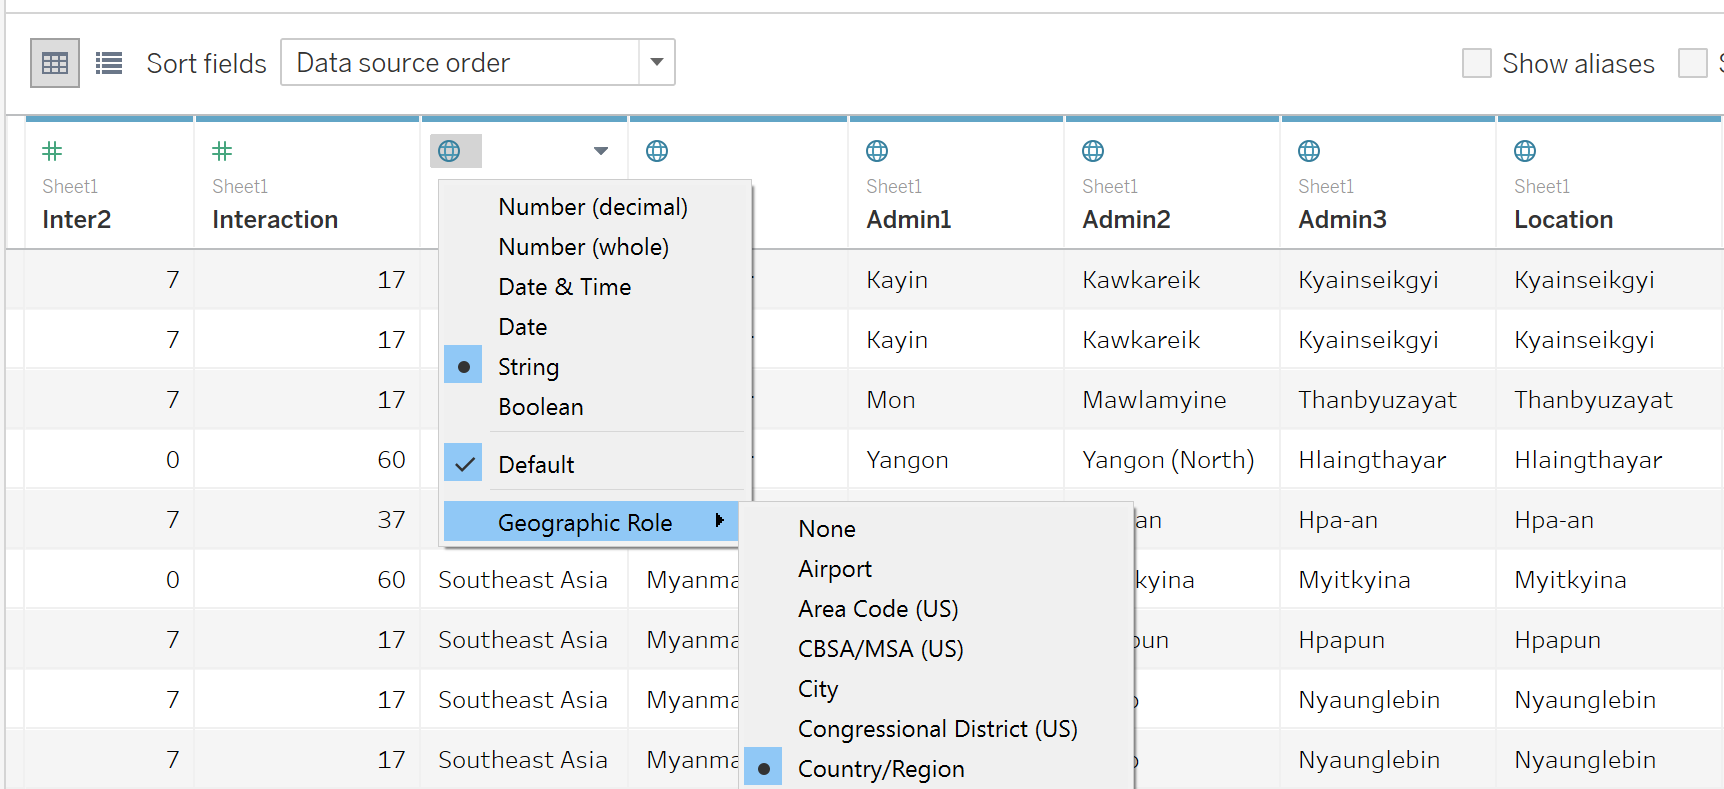 Sort fields Data source order Show aliases
Sheet1 Sheet1 Sheet1 Sheet1 Sheet1 Sheet1
Inter2 Interaction Admin1 Admin2 Admin3 Location
Number (decimal)
Number (whole)
Date & Time
Date
String
Boolean
Default
Geographic Role
None
Airport
Area Code (US)
CBSA/MSA (US)
City
Congressional District (US)
Country/Region
7 17 Kayin Kawkareik Kyainseikgyi Kyainseikgyi
7 17 Kayin Kawkareik Kyainseikgyi Kyainseikgyi
7 17 Mon Mawlamyine Thanbyuzayat Thanbyuzayat
0 60 Yangon Yangon (North) Hlaingthayar Hlaingthayar
7 37 an Hpa-an Hpa-an
0 60 Southeast Asia Myanma kyina Myitkyina Myitkyina
7 17 Southeast Asia Myanma un Hpapun Hpapun
7 17 Southeast Asia Myanma Nyaunglebin Nyaunglebin
7 17 Southeast Asia Myanma Nyaunglebin Nyaunglebin